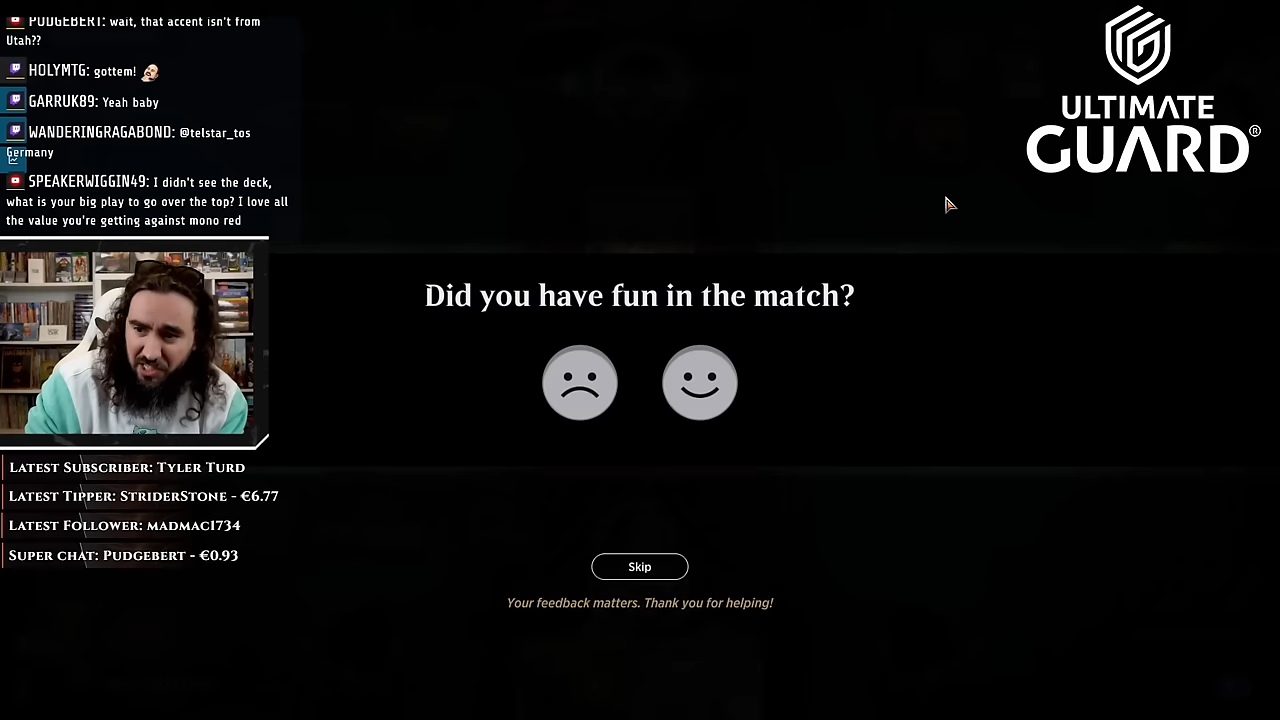 PUDGEBERT: wait, that accent isn't from
Utah??
HOLYMTG: gottem!
GARRUK89: Yeah baby
WANDERINGRAGABOND: @telstar_tos
Germany
SPEAKERWIGGIN49: I didn't see the deck,
what is your big play to go over the top? I love all
the value you're getting against mono red
ULTIMATE
GUARD®
Did you have fun in the match?
LATEST SUBSCRIBER: TYLER TURD
LATEST TIPPER: STRIDERSTONE - €6.77
LATEST FOLLOWER: MADMAC1734
SUPER CHAT: PUDGEBERT - €0.93
Skip
Your feedback matters. Thank you for helping!